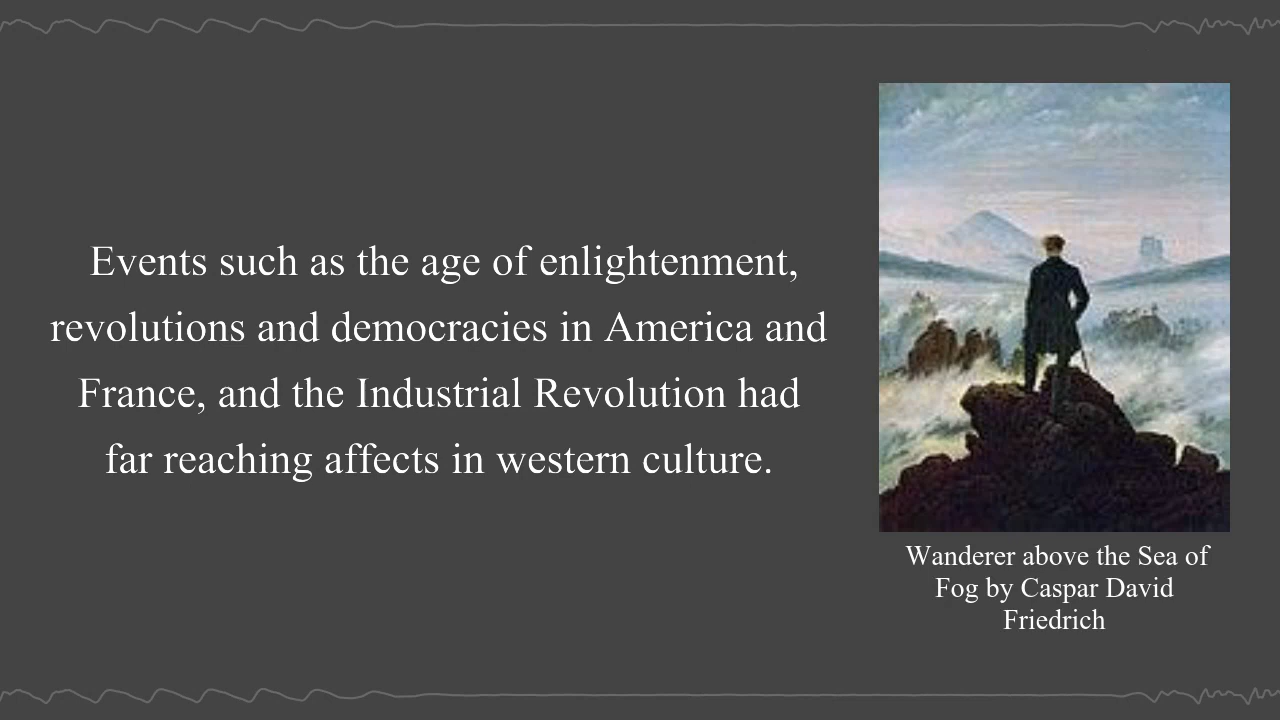 Events such as the age of enlightenment,
revolutions and democracies in America and
France, and the Industrial Revolution had
far reaching affects in western culture.
Wanderer above the Sea of
Fog by Caspar David
Friedrich